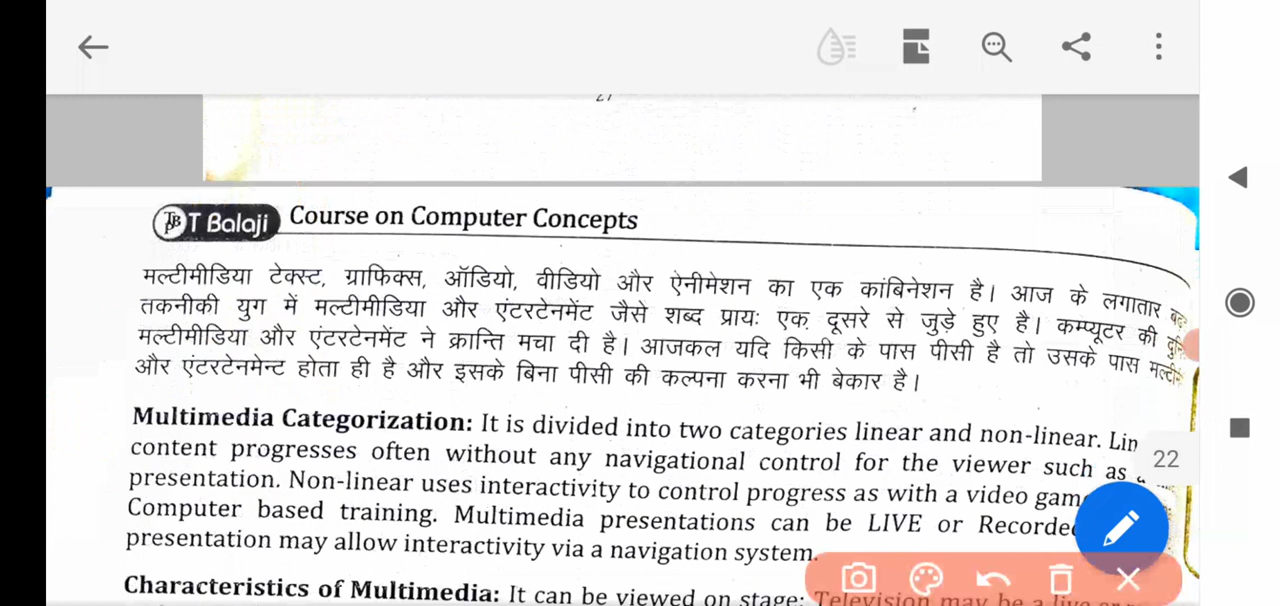 27
T Balaji Course on Computer Concepts
मल्टीमीडिया टेक्स्ट, ग्राफिक्स, ऑडियो, वीडियो और ऐनीमेशन का एक कांबिनेशन है। आज के लगातार
तकनीकी युग में मल्टीमीडिया और एंटरटेनमेंट जैसे शब्द प्रायः एक दूसरे से जुड़े हुए है। कम्प्यूटर की
मल्टीमीडिया और एंटरटेनमेंट ने क्रान्ति मचा दी है। आजकल यदि किसी के पास पीसी है तो उसके पास
और एंटरटेनमेन्ट होता ही है और इसके बिना पीसी की कल्पना करना भी बेकार है।
Multimedia Categorization: It is divided into two categories linear and non-linear.
content progresses often without any navigational control for the viewer such as
22
presentation. Non-linear uses interactivity to control progress as with a video
Computer based training. Multimedia presentations can be LIVE or
presentation may allow interactivity via a navigation system.
Characteristics of Multimedia: It can be viewed on stage: Television may be a live